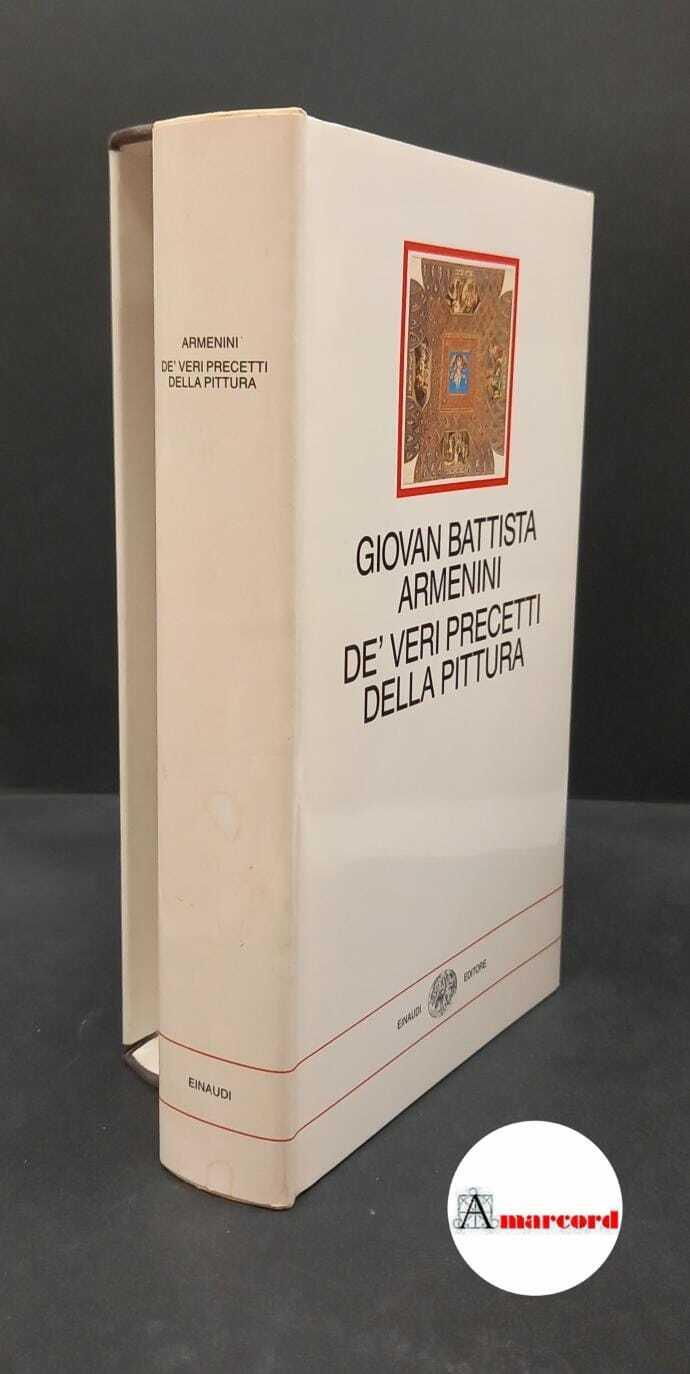 ARMENINI
DE' VERI PRECETTI
DELLA PITTURA
EINAUDI
GIOVAN BATTISTA
ARMENINI
DE' VERI PRECETTI
DELLA PITTURA
EINAUDI EDITORE
Amarcord